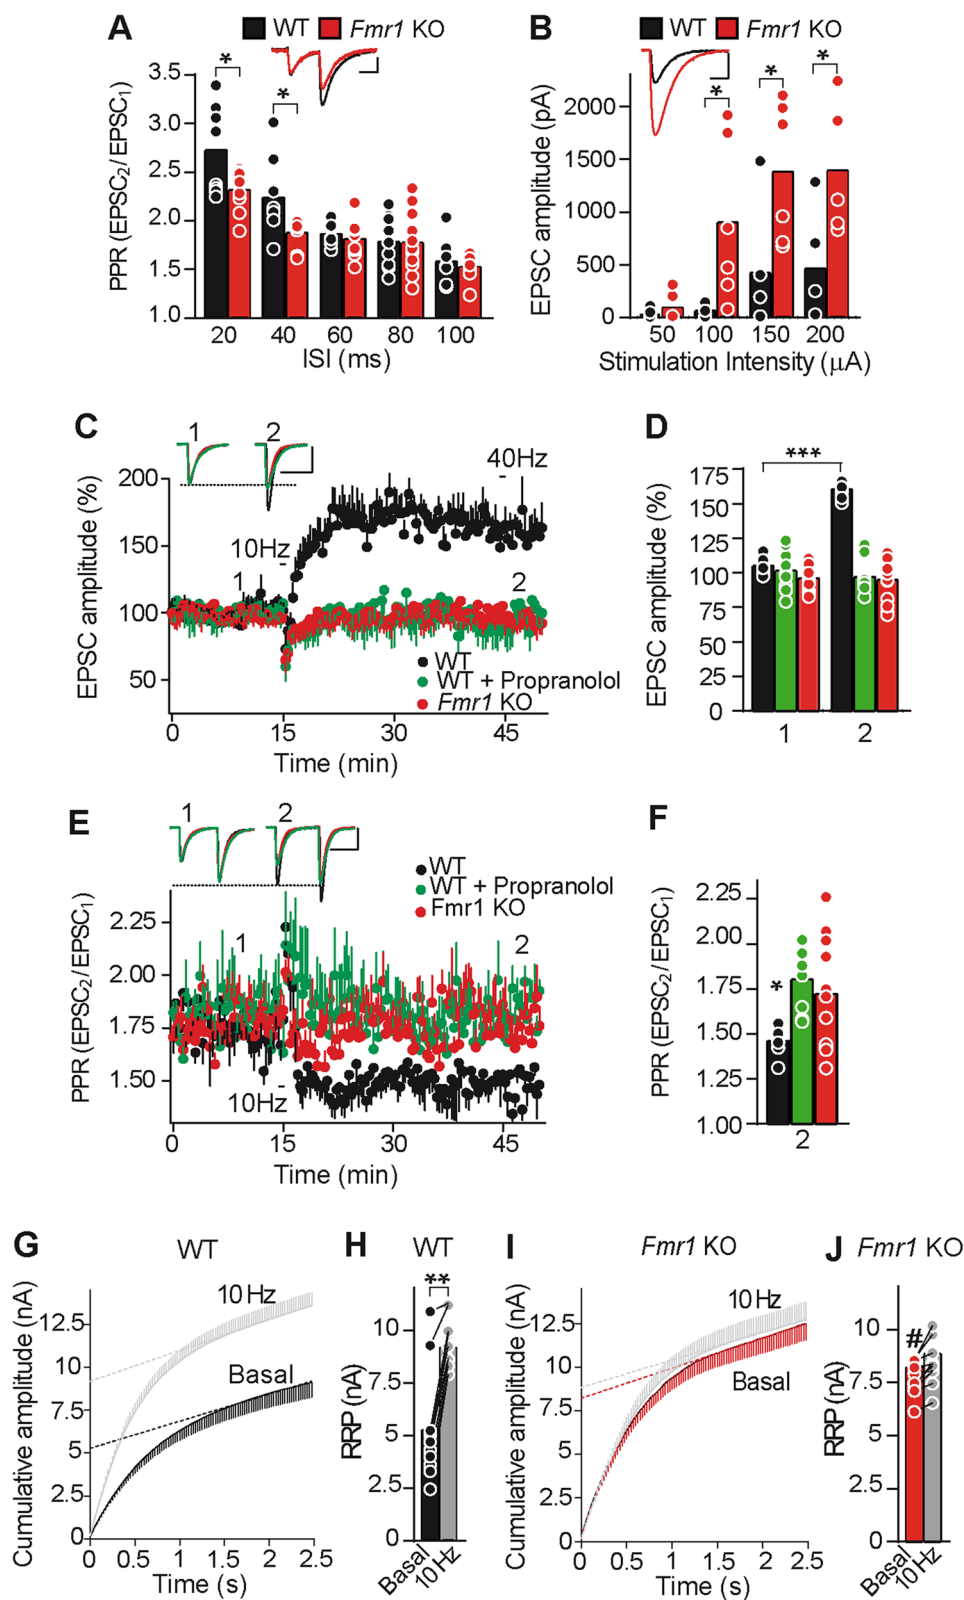 A
WT Fmr1 KO
PPR (EPSC2/EPSC1)
3.5
3.0
2.5
2.0
1.5
1.0
*
*
20 40 60 80 100
ISI (ms)
B
WT Fmr1 KO
EPSC amplitude (pA)
2000
1500
1000
500
0
*
*
*
50 100 150 200
Stimulation Intensity (μA)
C
1 2
EPSC amplitude (%)
200
150
100
50
40Hz
10Hz
1
2
WT
WT + Propranolol
Fmr1 KO
0 15 30 45
Time (min)
D
EPSC amplitude (%)
175
150
125
100
75
50
25
0
***
1 2
E
1 2
WT
WT + Propranolol
Fmr1 KO
PPR (EPSC2/EPSC1)
2.25
2.00
1.75
1.50
1
2
10Hz
0 15 30 45
Time (min)
F
PPR (EPSC2/EPSC1)
2.25
2.00
1.75
1.50
1.25
1.00
*
2
G
WT
Cumulative amplitude (nA)
12.5
10
7.5
5
2.5
0
10Hz
Basal
0 0.5 1 1.5 2 2.5
Time (s)
H
WT
**
RRP (nA)
10
7.5
5
2.5
0
Basal
10Hz
I
Fmr1 KO
Cumulative amplitude (nA)
12.5
10
7.5
5
2.5
0
10Hz
Basal
0 0.5 1 1.5 2 2.5
Time (s)
J
Fmr1 KO
#
RRP (nA)
10
7.5
5
2.5
0
Basal
10Hz